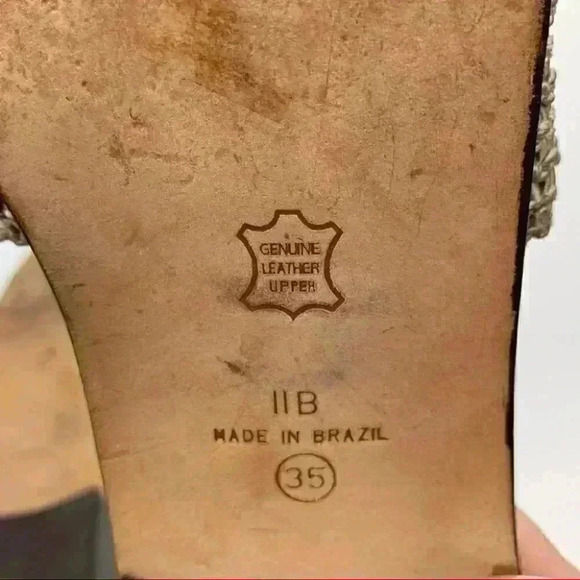 GENUINE
LEATHER
UPPER
11B
MADE IN BRAZIL
35